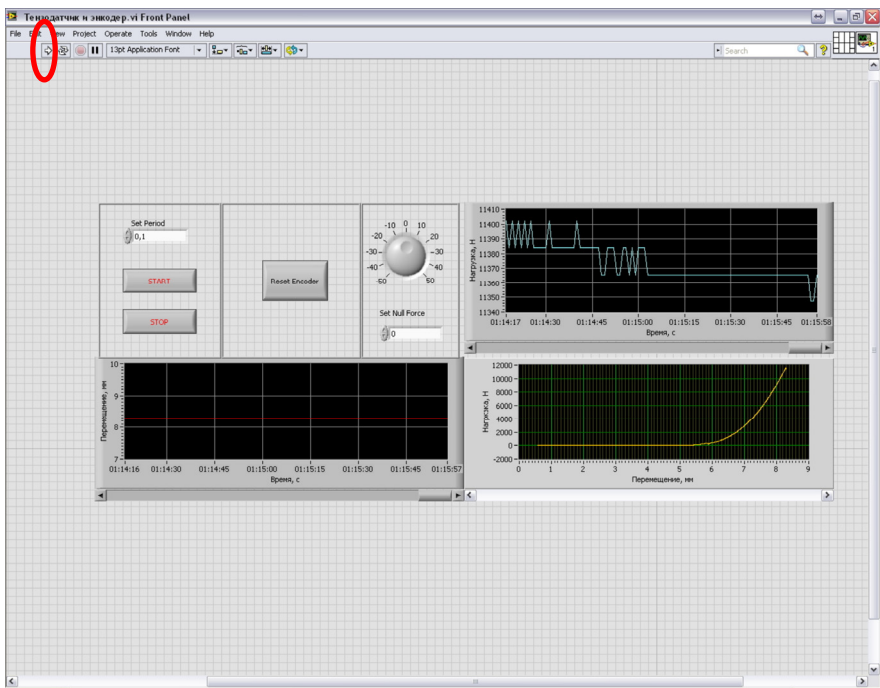 Тензодатчик и энкодер.vi Front Panel
File Edit View Project Operate Tools Window Help
13pt Application Font
Search
1
Set Period
0,1
START
STOP
Reset Encoder
-10 0 10
-20 20
-30 30
-40 40
-50 50
Set Null Force
0
Нагрузка, Н
11410
11400
11390
11380
11370
11360
11350
11340
01:14:17 01:14:30 01:14:45 01:15:00 01:15:15 01:15:30 01:15:45 01:15:58
Время, с
Перемещение, мм
10
9
8
7
01:14:16 01:14:30 01:14:45 01:15:00 01:15:15 01:15:30 01:15:45 01:15:57
Время, с
Нагрузка, Н
12000
10000
8000
6000
4000
2000
0
-2000
0 1 2 3 4 5 6 7 8 9
Перемещение, мм